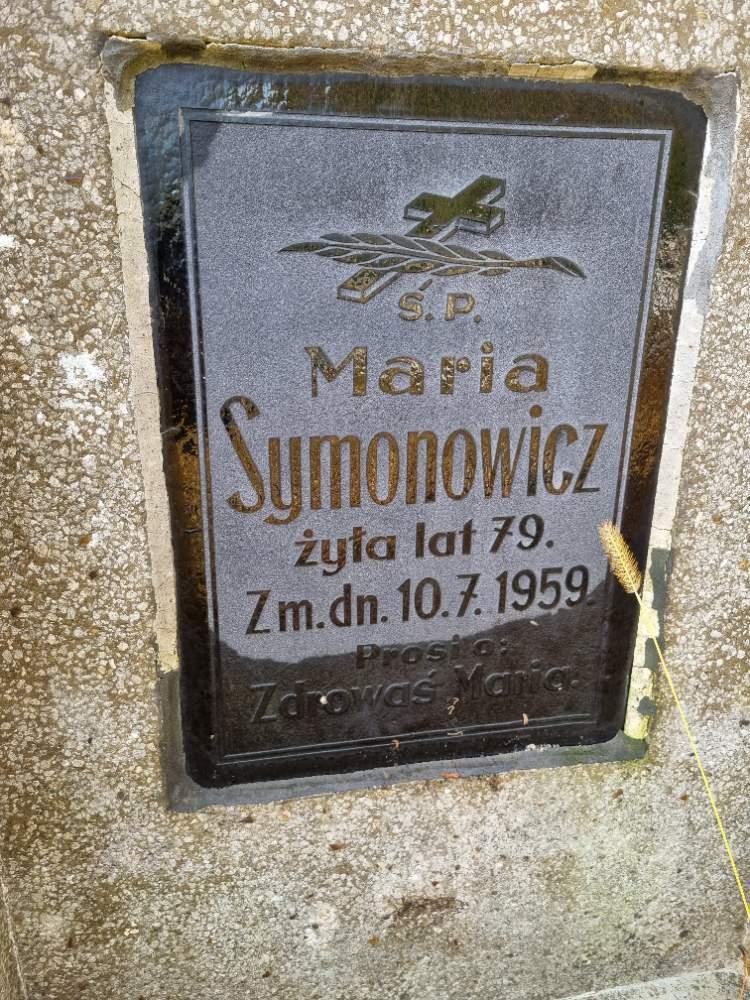 Ś.P.
Maria
Symonowicz
żyła lat 79.
Zm.dn. 10.7.1959.
Prosi o:
Zdrowaś Maria.